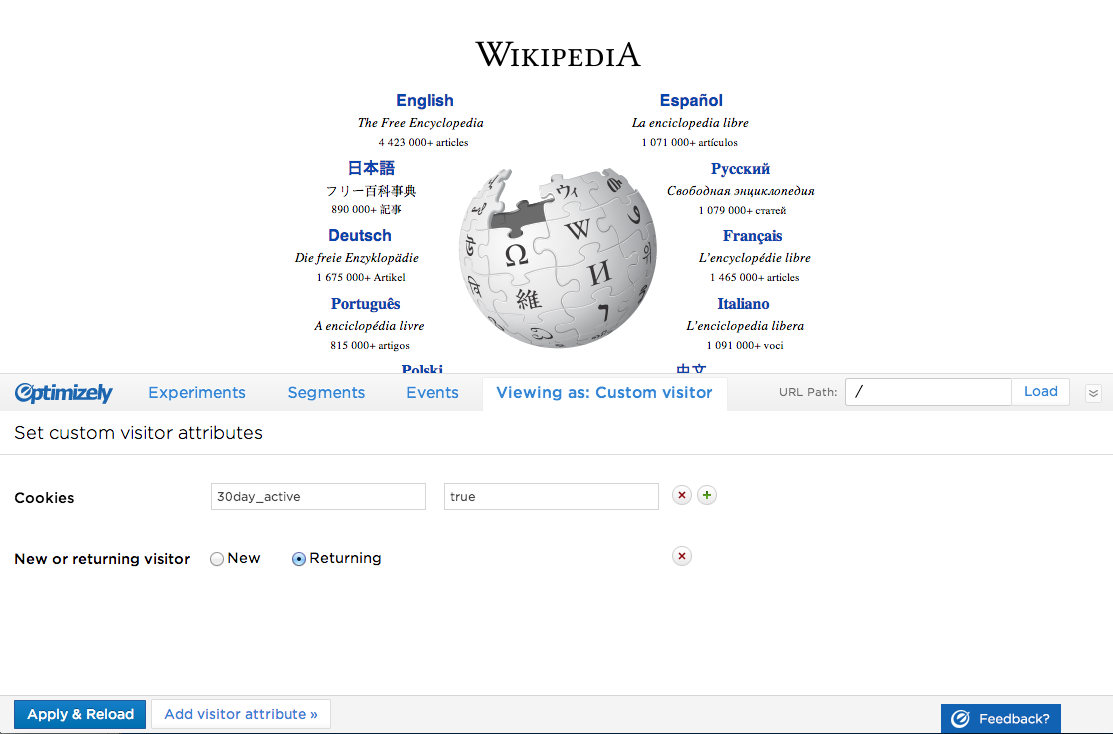 WIKIPEDIA
English
The Free Encyclopedia
4 423 000+ articles
Español
La enciclopedia libre
1 071 000+ artículos
日本語
フリー百科事典
890 000+ 記事
Русский
Свободная энциклопедия
1 079 000+ статей
Deutsch
Die freie Enzyklopädie
1 675 000+ Artikel
Français
L'encyclopédie libre
1 465 000+ articles
Português
A enciclopédia livre
815 000+ artigos
Italiano
L'enciclopedia libera
1 091 000+ voci
Polski
中文
Ω
W
И
維
ウィ
Optimizely
Experiments
Segments
Events
Viewing as: Custom visitor
URL Path:
/
Load
Set custom visitor attributes
Cookies
30day_active
true
New or returning visitor
New
Returning
Apply & Reload
Add visitor attribute »
Feedback?